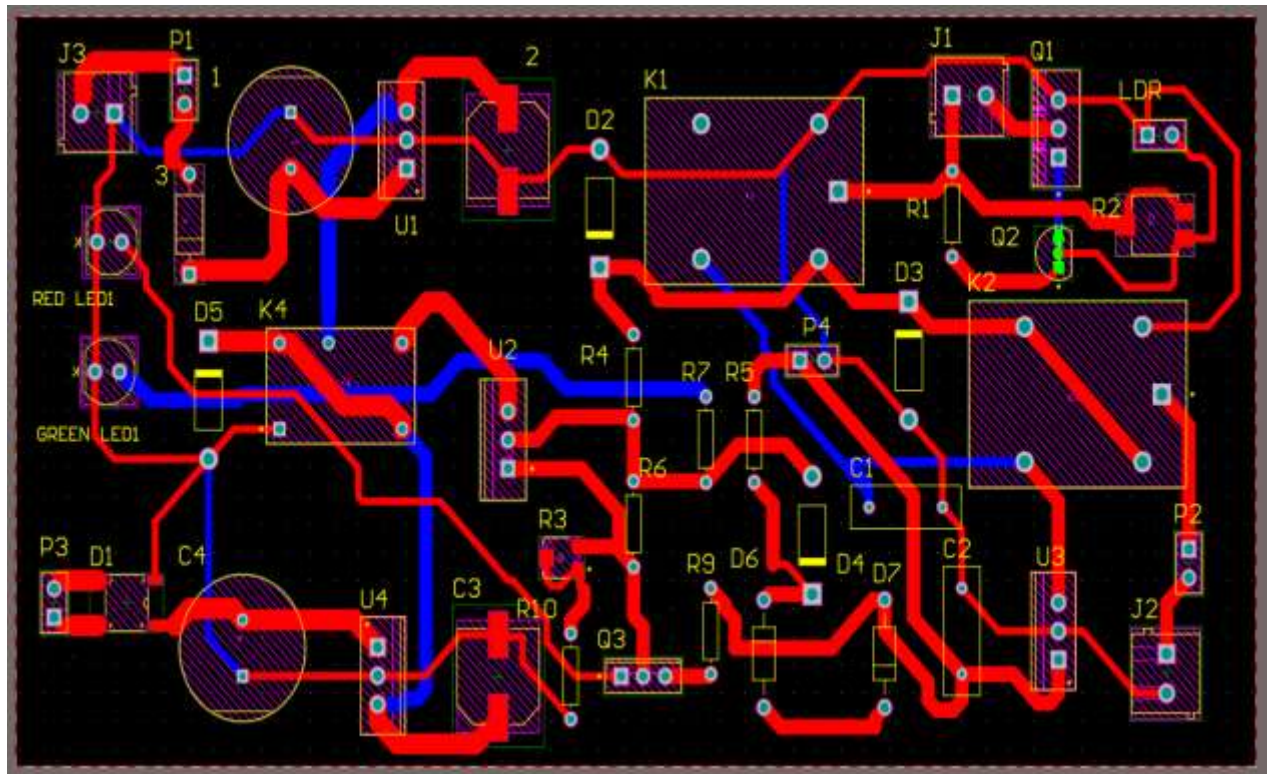 J3
P1
1
2
K1
J1
Q1
LDR
D2
3
U1
R1
R2
Q2
RED LED1
D5
K4
D3
K2
P4
U2
R4
R7
R5
GREEN LED1
R6
C1
P3
D1
C4
R3
P2
U4
C3
R10
R9
D6
D4
D7
C2
U3
J2
Q3